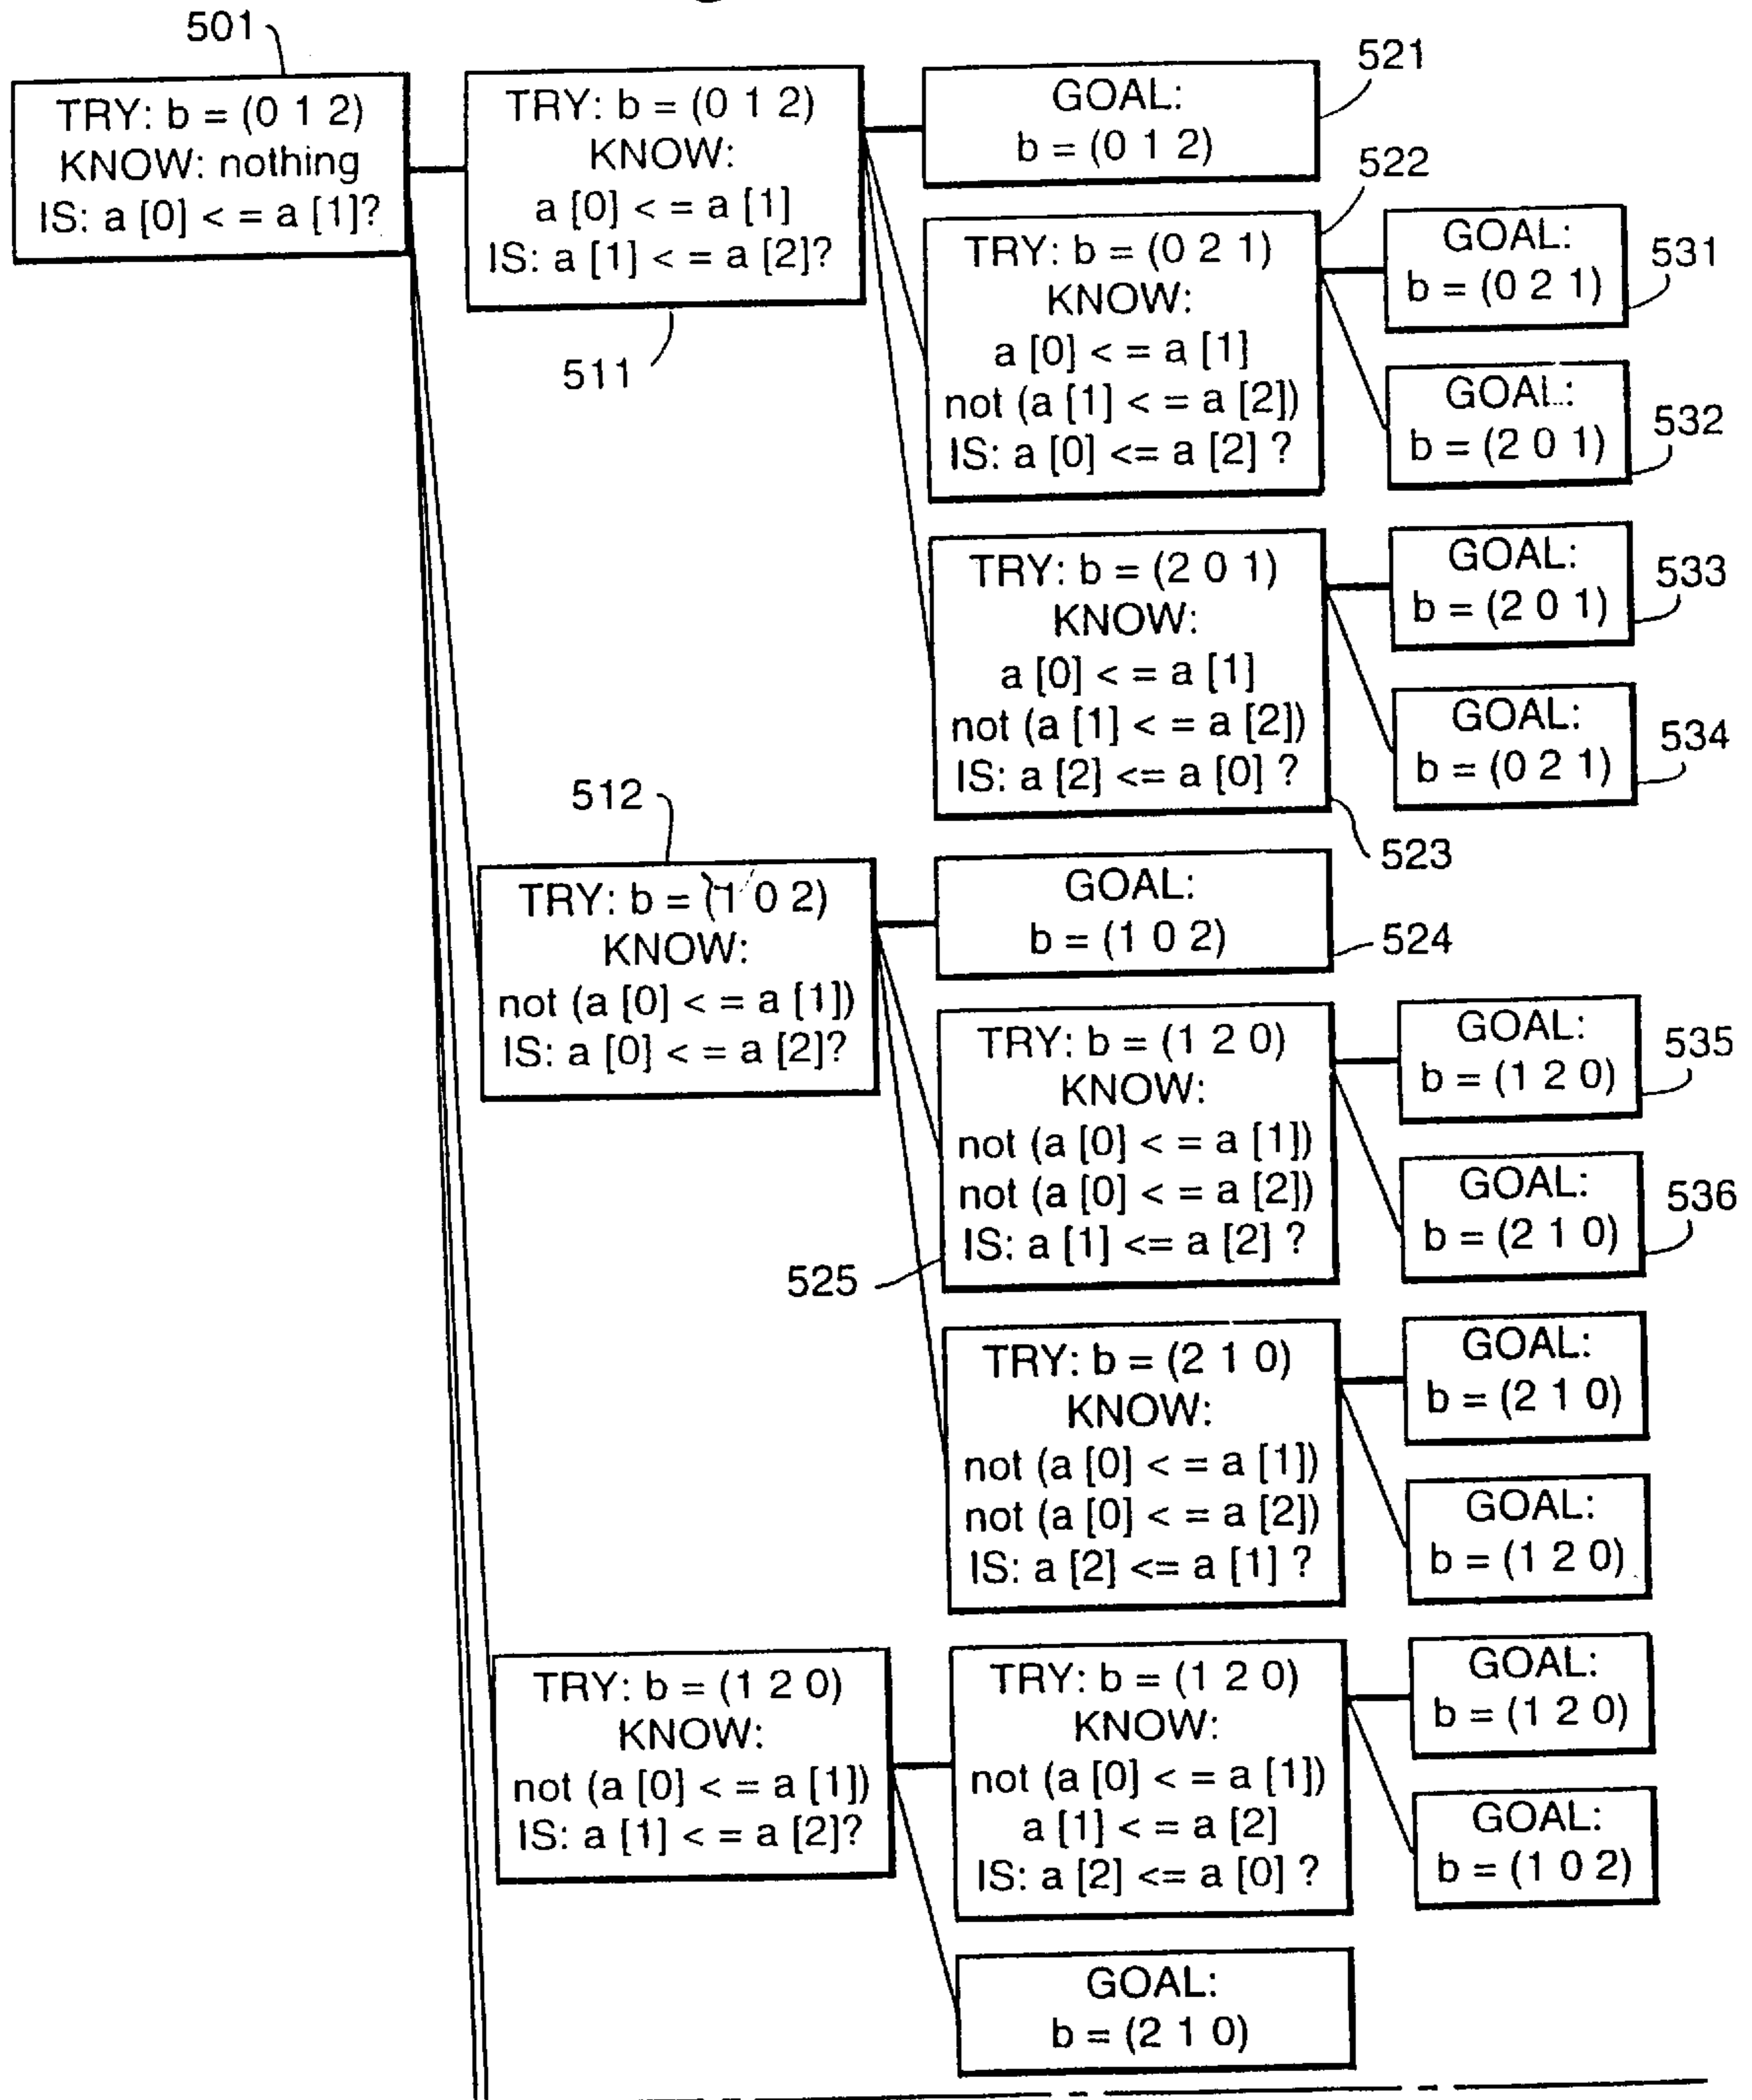 501
TRY: b = (0 1 2)
KNOW: nothing
IS: a [0] < = a [1]?
TRY: b = (0 1 2)
KNOW:
a [0] < = a [1]
IS: a [1] < = a [2]?
511
GOAL:
b = (0 1 2)
521
522
TRY: b = (0 2 1)
KNOW:
a [0] < = a [1]
not (a [1] < = a [2])
IS: a [0] <= a [2] ?
GOAL:
b = (0 2 1)
531
GOAL:
b = (2 0 1)
532
TRY: b = (2 0 1)
KNOW:
a [0] < = a [1]
not (a [1] < = a [2])
IS: a [2] <= a [0] ?
523
GOAL:
b = (2 0 1)
533
GOAL:
b = (0 2 1)
534
512
TRY: b = (1 0 2)
KNOW:
not (a [0] < = a [1])
IS: a [0] < = a [2]?
GOAL:
b = (1 0 2)
524
TRY: b = (1 2 0)
KNOW:
not (a [0] < = a [1])
not (a [0] < = a [2])
IS: a [1] <= a [2] ?
525
GOAL:
b = (1 2 0)
535
GOAL:
b = (2 1 0)
536
TRY: b = (2 1 0)
KNOW:
not (a [0] < = a [1])
not (a [0] < = a [2])
IS: a [2] <= a [1] ?
GOAL:
b = (2 1 0)
GOAL:
b = (1 2 0)
TRY: b = (1 2 0)
KNOW:
not (a [0] < = a [1])
IS: a [1] < = a [2]?
TRY: b = (1 2 0)
KNOW:
not (a [0] < = a [1])
a [1] < = a [2]
IS: a [2] <= a [0] ?
GOAL:
b = (1 2 0)
GOAL:
b = (1 0 2)
GOAL:
b = (2 1 0)